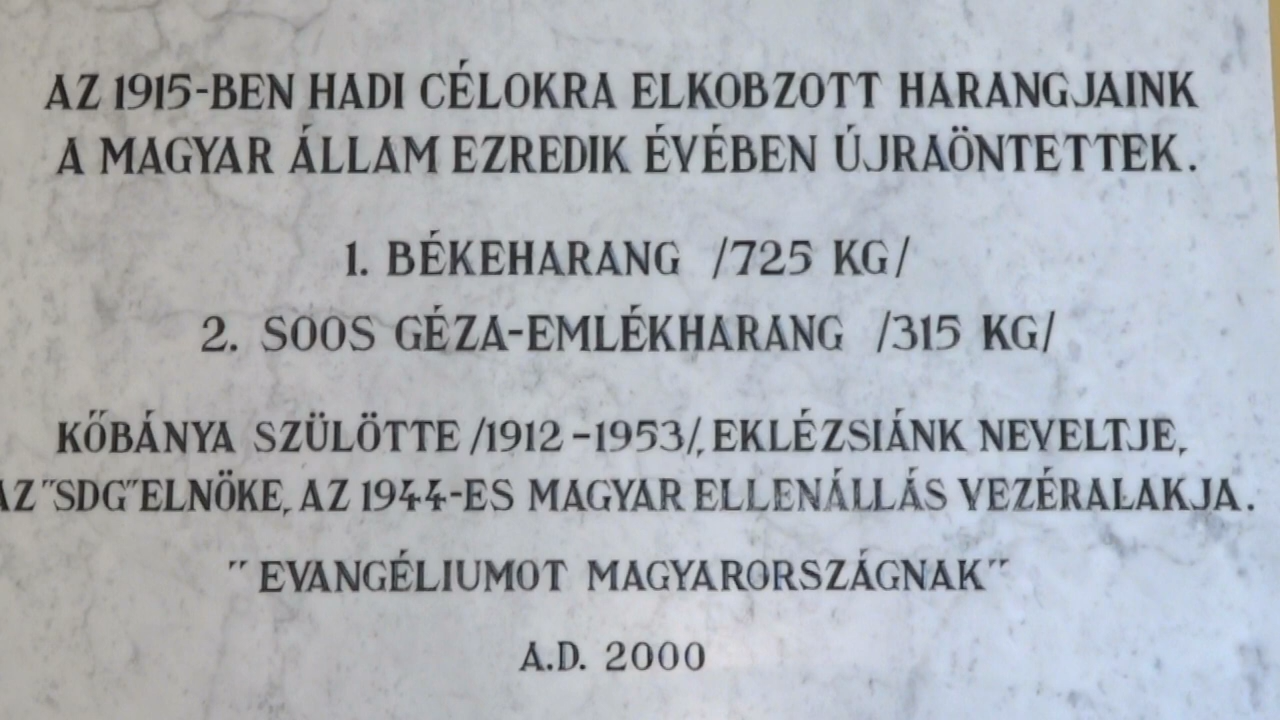 AZ 1915-BEN HADI CÉLOKRA ELKOBZOTT HARANGJAINK
A MAGYAR ÁLLAM EZREDIK ÉVÉBEN ÚJRAÖNTETTEK.
1. BÉKEHARANG /725 KG/
2. SOOS GÉZA-EMLÉKHARANG /315 KG/
KŐBÁNYA SZÜLÖTTE /1912-1953/, EKLÉZSIÁNK NEVELTJE,
AZ "SDG" ELNÖKE, AZ 1944-ES MAGYAR ELLENÁLLÁS VEZÉRALAKJA.
"EVANGÉLIUMOT MAGYARORSZÁGNAK"
A.D. 2000